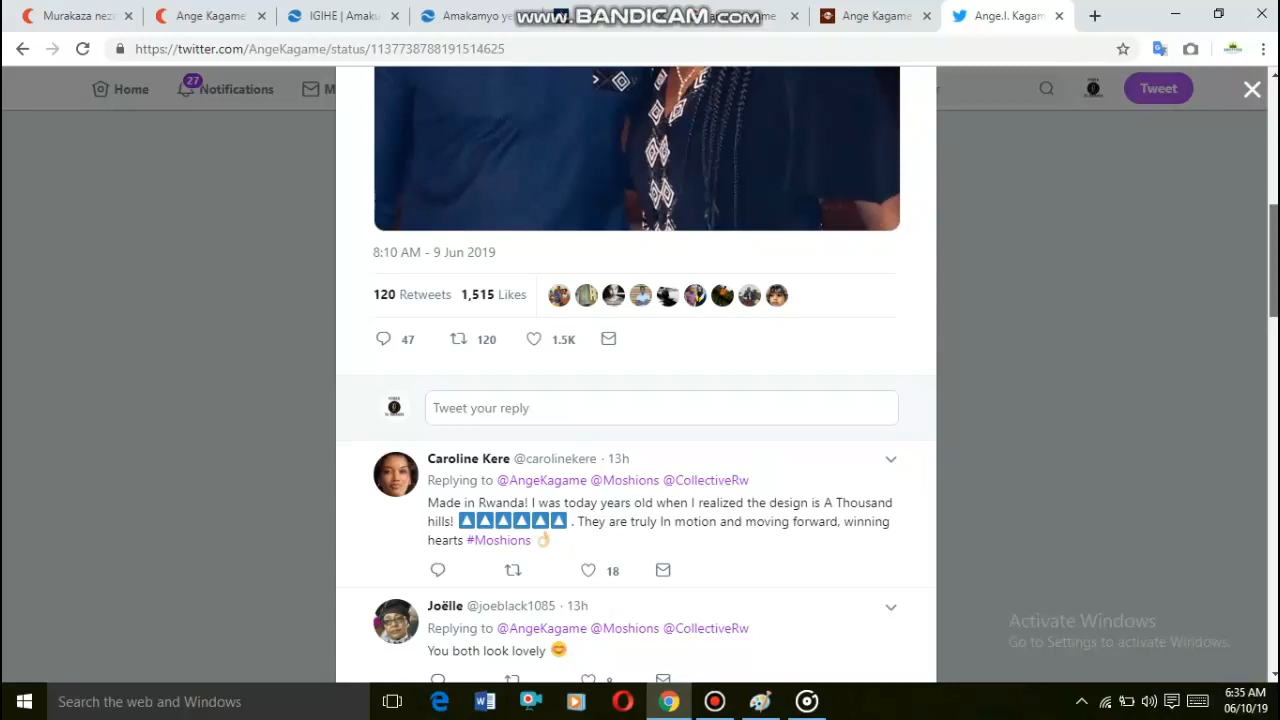 Murakaza nez
Ange Kagame
IGIHE | Amaku
Amakamyo ye
www.BANDICAM.com
Ange Kagame
Ange.I. Kagam
https://twitter.com/AngeKagame/status/1137738788191514625
Home
27
Notifications
M
Tweet
8:10 AM - 9 Jun 2019
120 Retweets 1,515 Likes
47 120 1.5K
Tweet your reply
Caroline Kere @carolinekere · 13h
Replying to @AngeKagame @Moshions @CollectiveRw
Made in Rwanda! I was today years old when I realized the design is A Thousand
hills! 🔼🔼🔼🔼🔼🔼 . They are truly In motion and moving forward, winning
hearts #Moshions 👌🏼
18
Joëlle @joeblack1085 · 13h
Replying to @AngeKagame @Moshions @CollectiveRw
You both look lovely 😊
Activate Windows
Go to Settings to activate Windows.
Search the web and Windows
6:35 AM
06/10/19